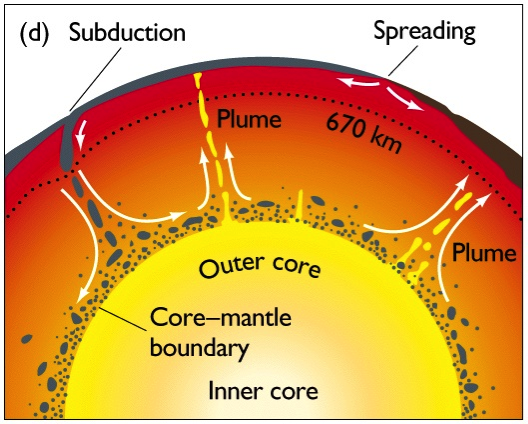 (d)
Subduction
Spreading
Plume
670 km
Plume
Outer core
Core–mantle
boundary
Inner core